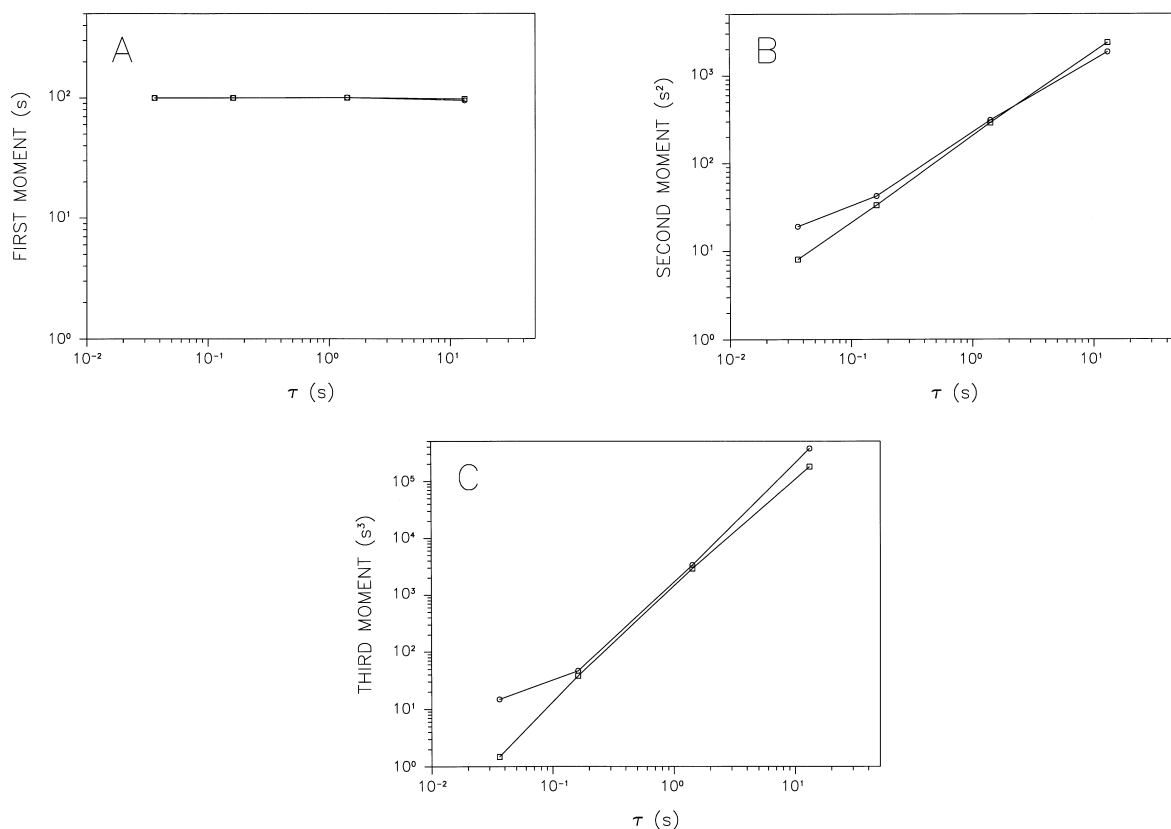 A
FIRST MOMENT (s)
10²
10¹
10⁰
10⁻² 10⁻¹ 10⁰ 10¹
τ (s)
B
SECOND MOMENT (s²)
10³
10²
10¹
10⁰
10⁻² 10⁻¹ 10⁰ 10¹
τ (s)
C
THIRD MOMENT (s³)
10⁵
10⁴
10³
10²
10¹
10⁰
10⁻² 10⁻¹ 10⁰ 10¹
τ (s)